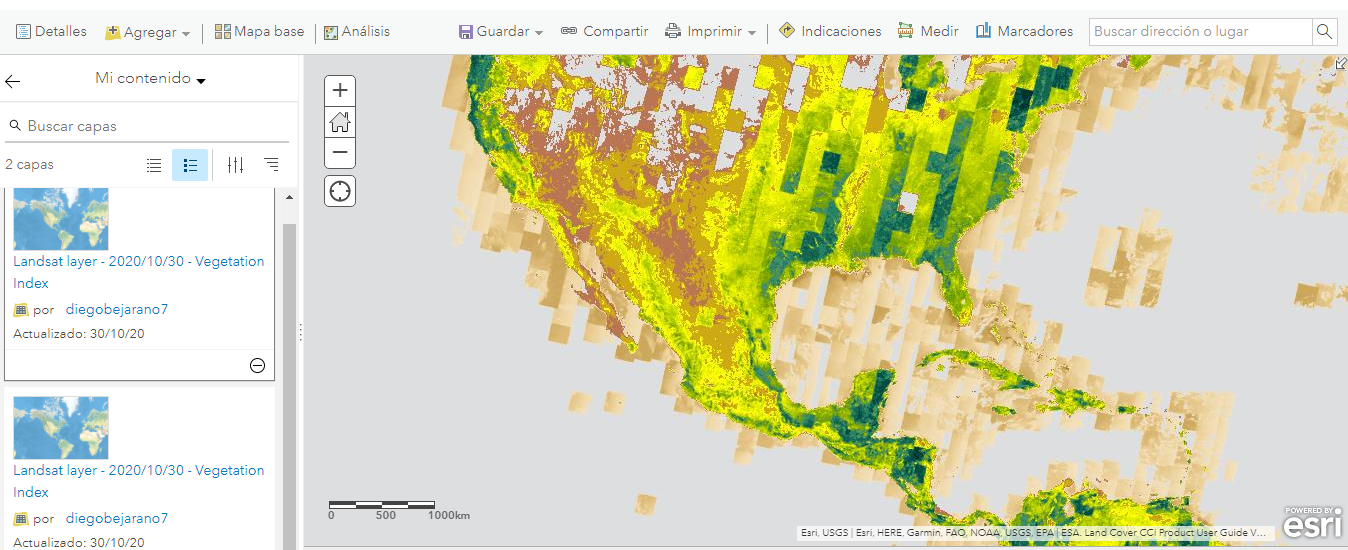 Detalles Agregar Mapa base Análisis Guardar Compartir Imprimir Indicaciones Medir Marcadores Buscar dirección o lugar
Mi contenido
Buscar capas
2 capas
Landsat layer - 2020/10/30 - Vegetation
Index
por diegobejarano7
Actualizado: 30/10/20
Landsat layer - 2020/10/30 - Vegetation
Index
por diegobejarano7
Actualizado: 30/10/20
+
−
0 500 1000km
Esri, USGS | Esri, HERE, Garmin, FAO, NOAA, USGS, EPA | ESA. Land Cover CCI Product User Guide V...
POWERED BY
esri